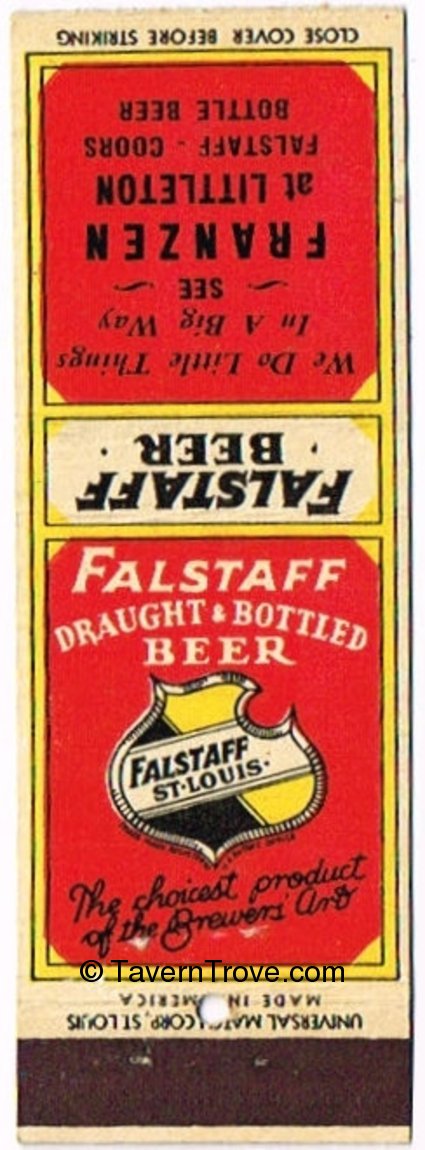 CLOSE COVER BEFORE STRIKING
We Do Little Things
In A Big Way
~ SEE ~
FRANZEN
at LITTLETON
FALSTAFF - COORS
BOTTLE BEER
FALSTAFF
· BEER ·
FALSTAFF
DRAUGHT & BOTTLED
BEER
FALSTAFF
ST·LOUIS·
The choicest product
of the Brewers' Art
© TavernTrove.com
MADE IN AMERICA
UNIVERSAL MATCH CORP., ST. LOUIS